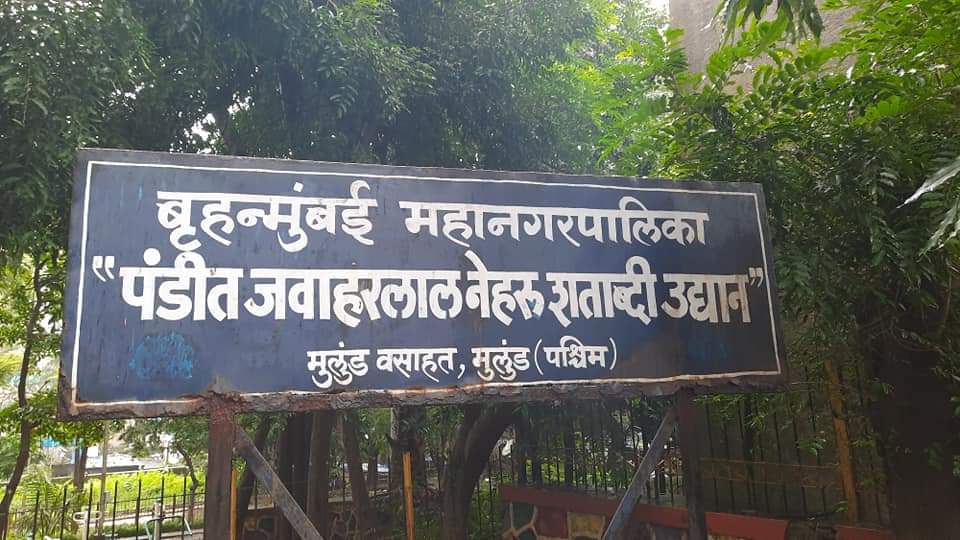 बृहन्मुंबई महानगरपालिका
“पंडीत जवाहरलाल नेहरू शताब्दी उद्यान”
मुलुंड वसाहत, मुलुंड (पश्चिम)